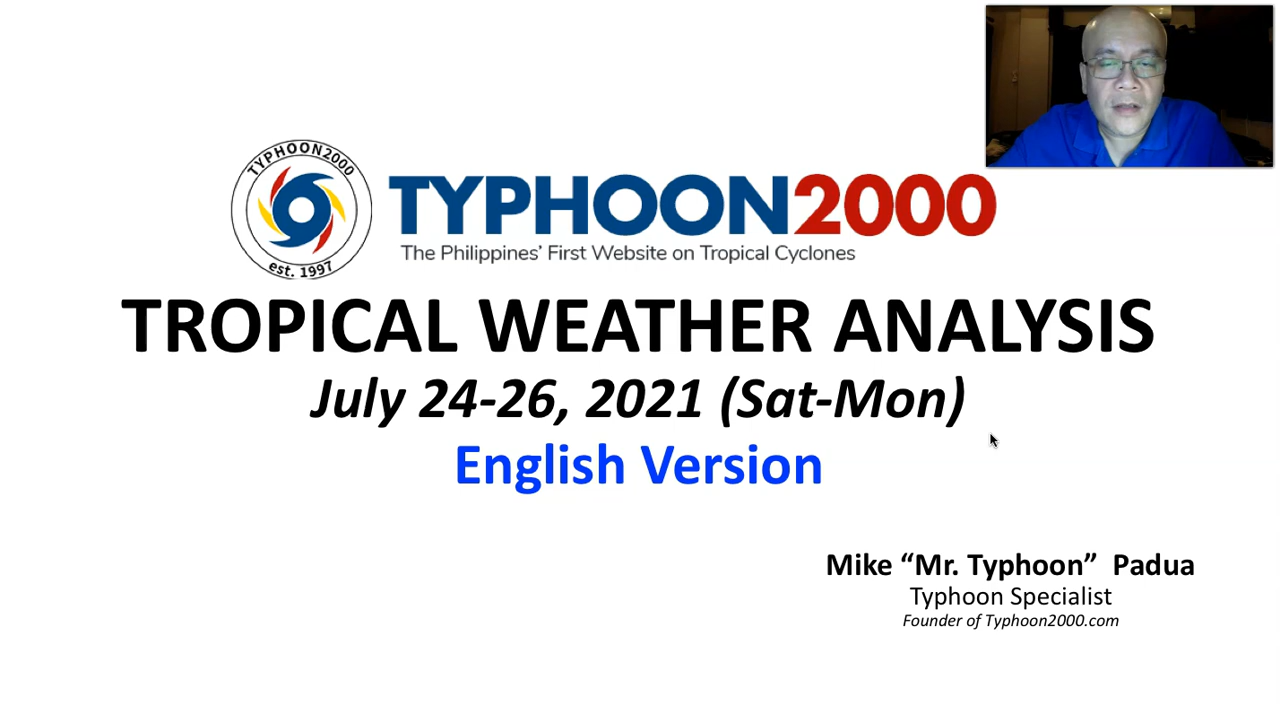 TYPHOON2000
est. 1997
TYPHOON2000
The Philippines’ First Website on Tropical Cyclones
TROPICAL WEATHER ANALYSIS
July 24-26, 2021 (Sat-Mon)
English Version
Mike “Mr. Typhoon”  Padua
Typhoon Specialist
Founder of Typhoon2000.com